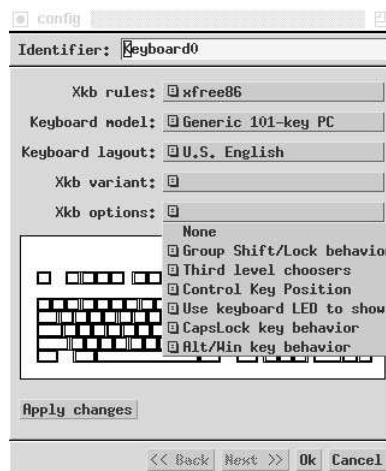 config
Identifier: Keyboard0
Xkb rules: xfree86
Keyboard model: Generic 101-key PC
Keyboard layout: U.S. English
Xkb variant:
Xkb options:
None
Group Shift/Lock behavio
Third level choosers
Control Key Position
Use keyboard LED to show
CapsLock key behavior
Alt/Win key behavior
Apply changes
<< Back Next >> Ok Cancel